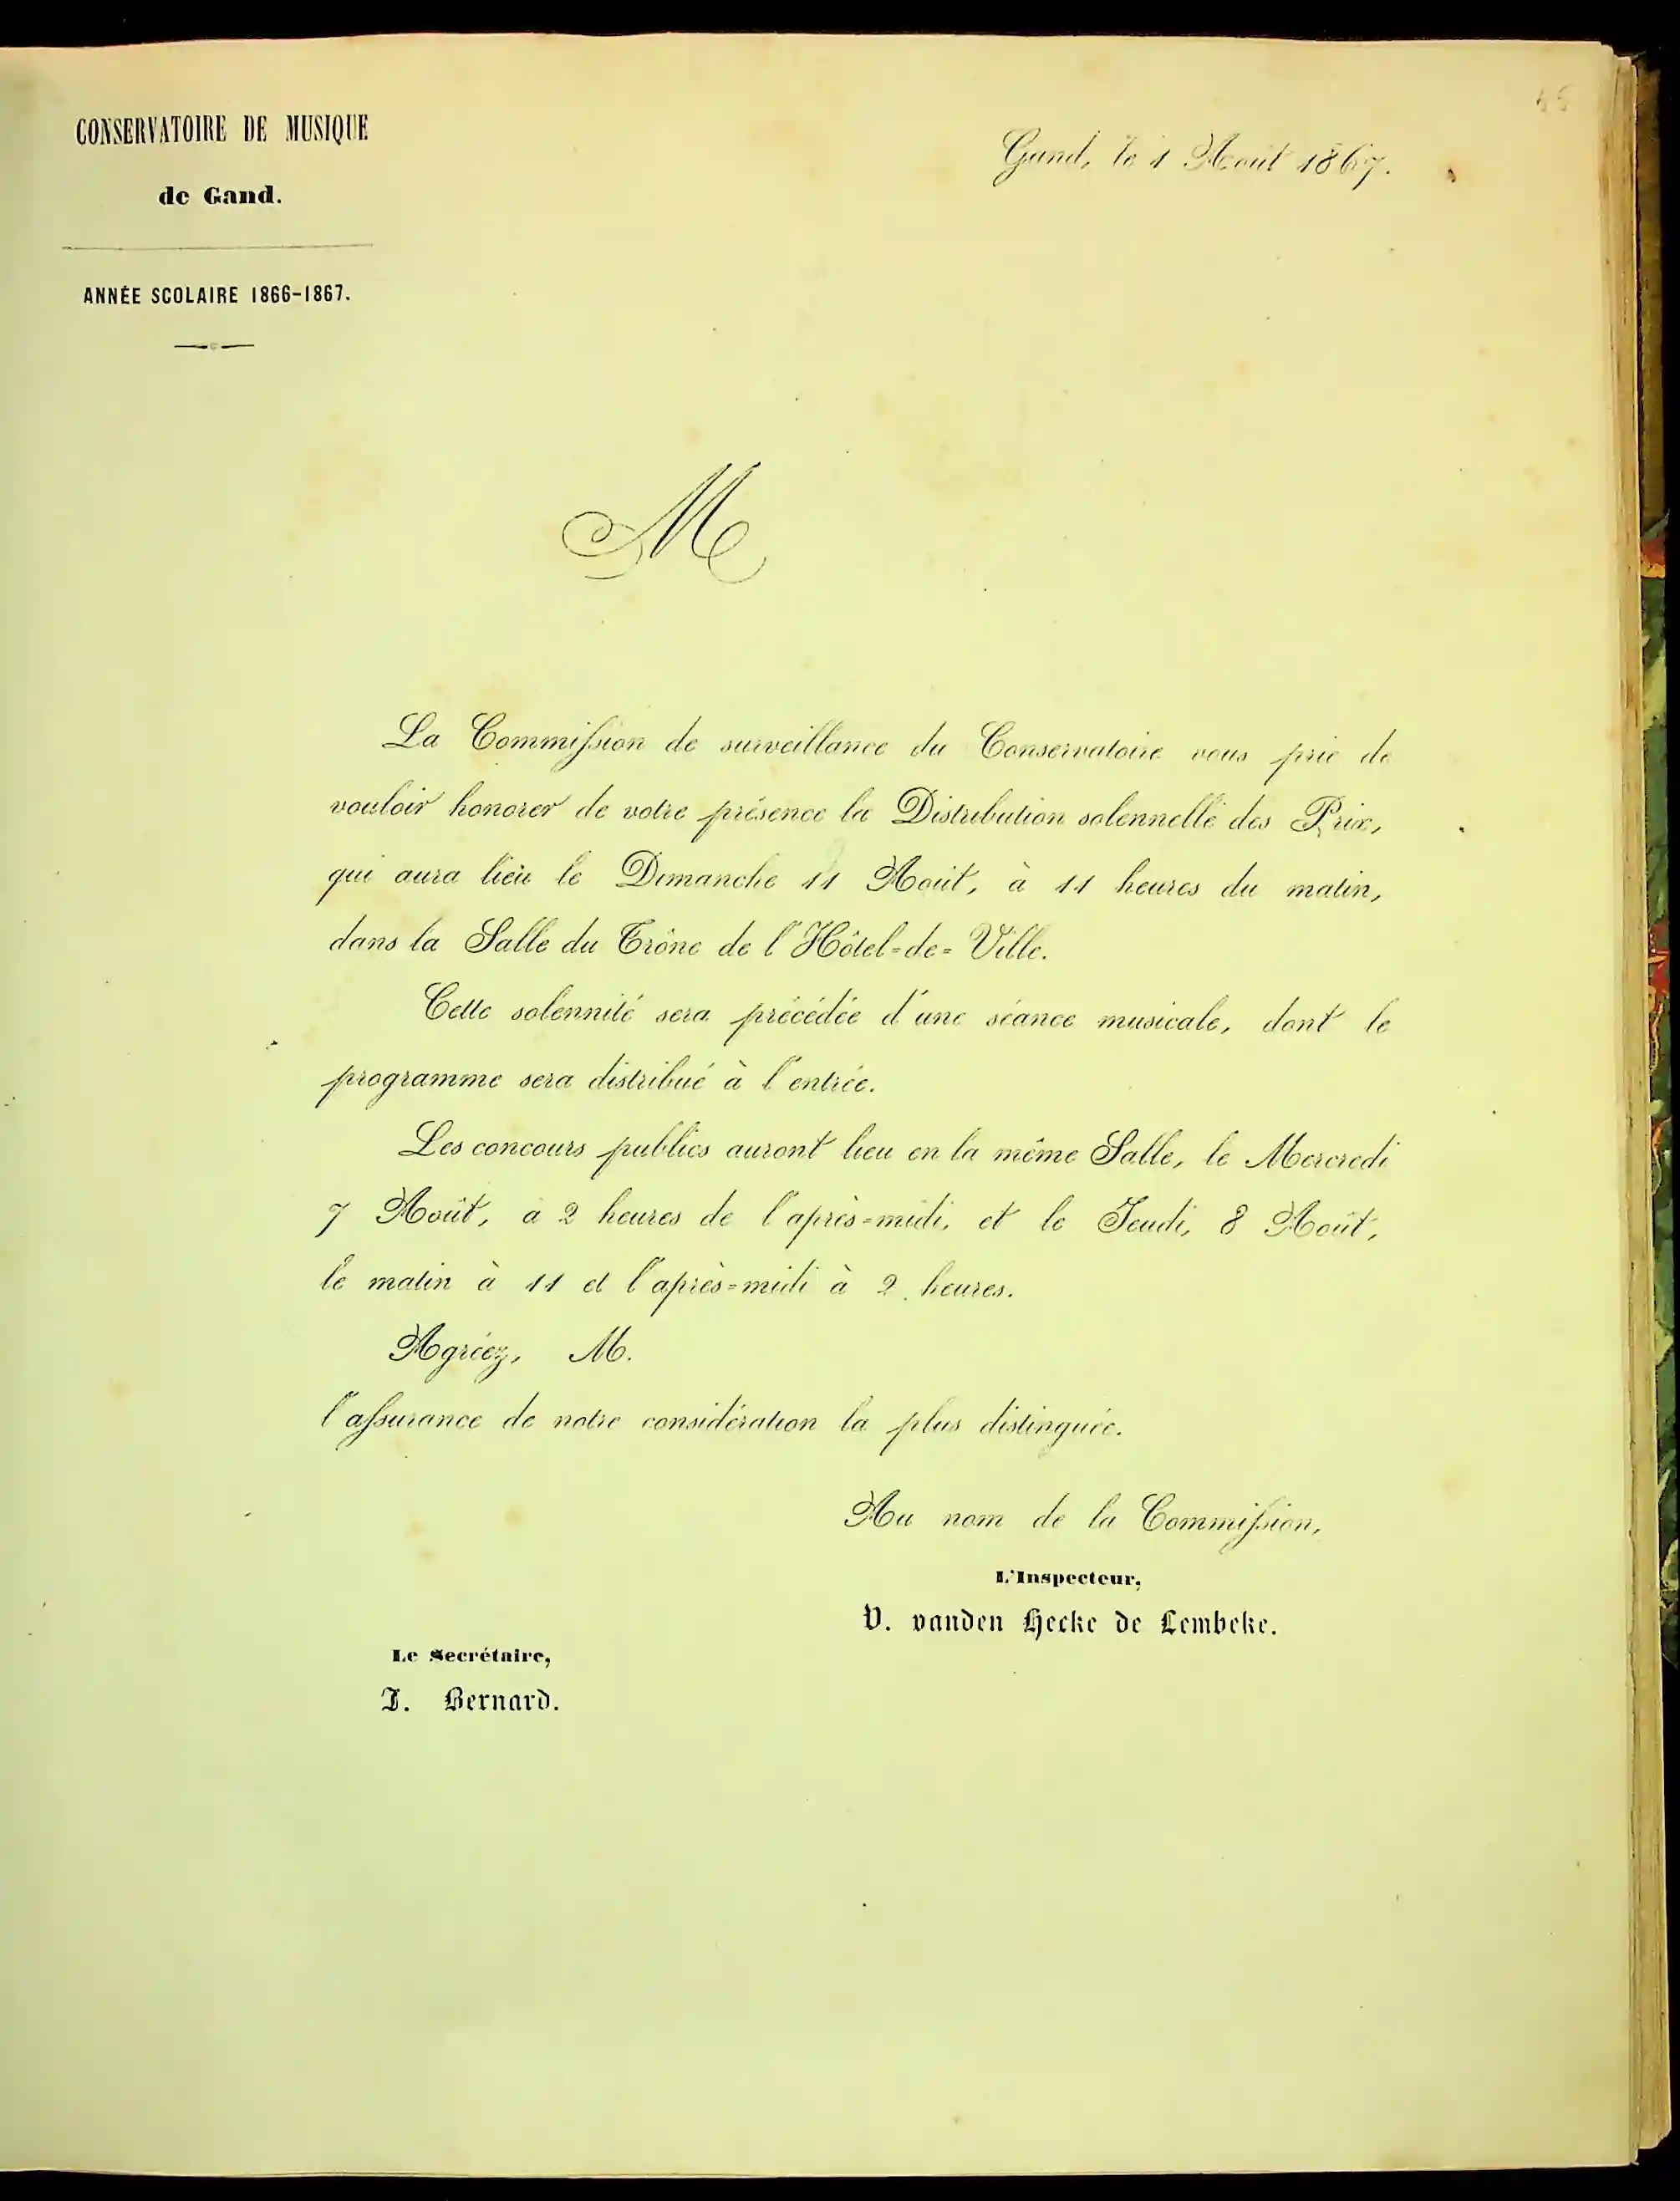 CONSERVATOIRE DE MUSIQUE
de Gand.
ANNÉE SCOLAIRE 1866-1867.
55
Gand, le 1 Août 1867.
M
La Commission de surveillance du Conservatoire vous prie de
vouloir honorer de votre présence la Distribution solennelle des Prix,
qui aura lieu le Dimanche 11 Août, à 11 heures du matin,
dans la Salle du Trône de l'Hôtel-de-Ville.
Cette solennité sera précédée d'une séance musicale, dont le
programme sera distribué à l'entrée.
Les concours publics auront lieu en la même Salle, le Mercredi
7 Août, à 2 heures de l'après-midi, et le Jeudi, 8 Août,
le matin à 11 et l'après-midi à 2 heures.
Agréez, M.
l'assurance de notre considération la plus distinguée.
Au nom de la Commission,
L'Inspecteur,
V. vanden Hecke de Lembeke.
Le Secrétaire,
J. Bernard.